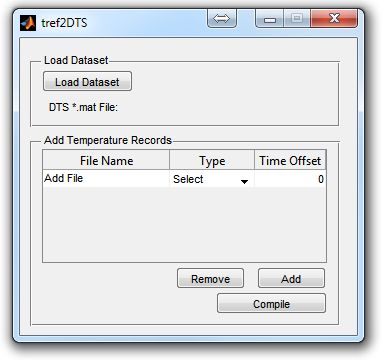 tref2DTS
Load Dataset
Load Dataset
DTS *.mat File:
Add Temperature Records
File Name Type Time Offset
Add File Select 0
Remove Add
Compile